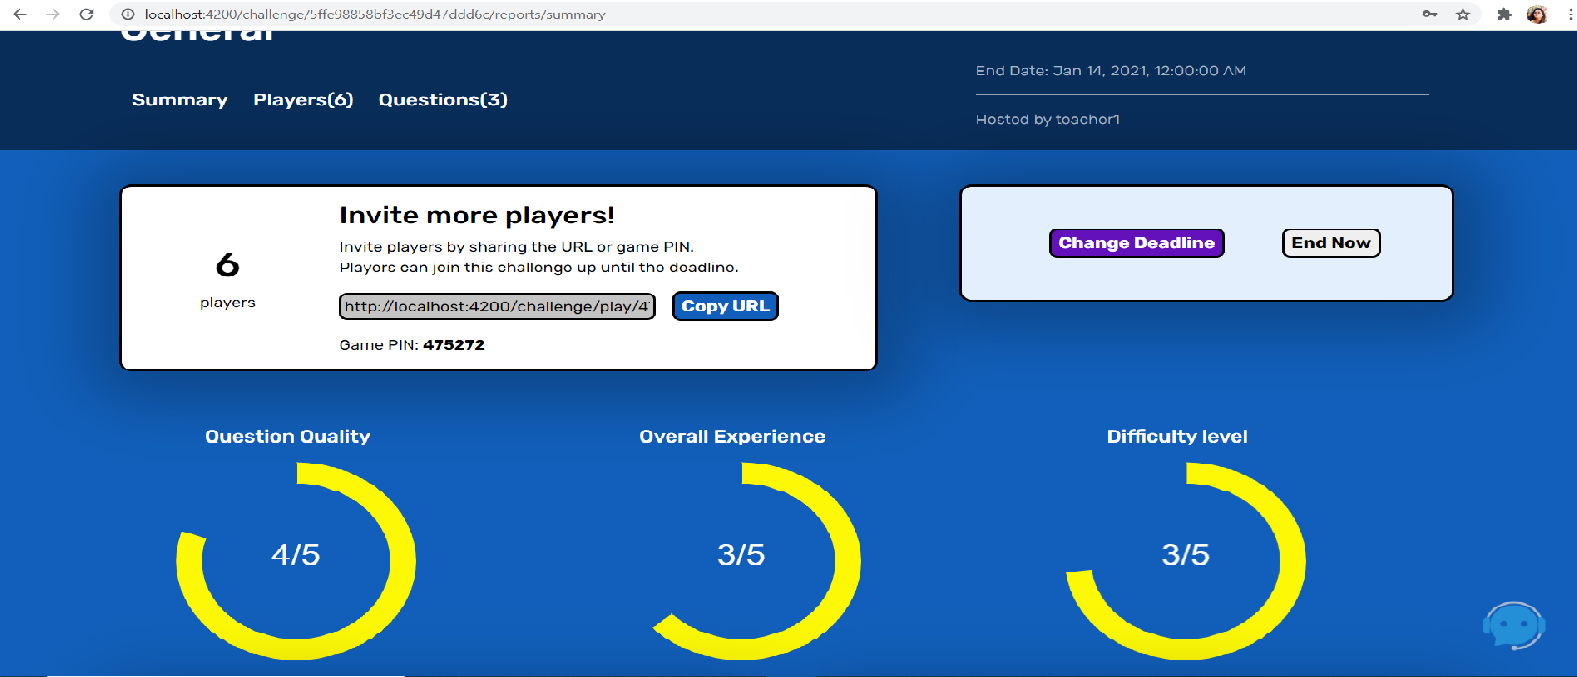 localhost:4200/challenge/5ffe98858bf3ec49d47ddd6c/reports/summary
General
End Date: Jan 14, 2021, 12:00:00 AM
Summary Players(6) Questions(3)
Hosted by teacher1
Invite more players!
Invite players by sharing the URL or game PIN.
Players can join this challenge up until the deadline.
6
players
http://localhost:4200/challenge/play/4
Copy URL
Game PIN: 475272
Change Deadline
End Now
Question Quality
Overall Experience
Difficulty level
4/5
3/5
3/5